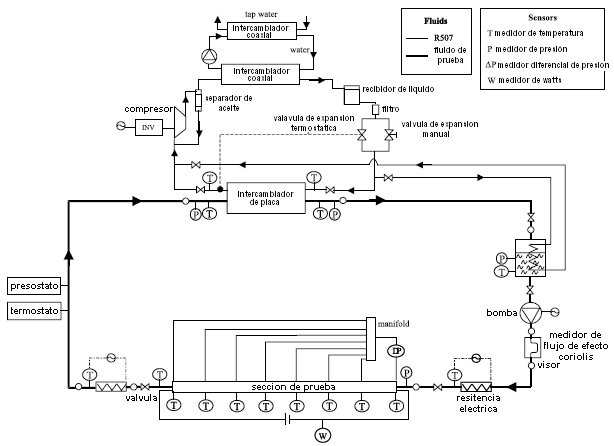 tap water
Intercambiador
coaxial
water
Intercambiador
coaxial
separador de
aceite
compresor
INV
recibidor de liquido
filtro
valavula de expansion
termostatica
valvula de expansion
manual
Fluids
R507
fluido de
prueba
Sensors
T medidor de temperatura
P medidor de presión
ΔP medidor diferencial de presion
W medidor de watts
T
T
Intercambiador
de placa
P
T
T
P
P
T
presostato
termostato
bomba
medidor de
flujo de efecto
coriolis
visor
manifold
DP
T
T
P
T
valvula
seccion de prueba
resitencia
electrica
T
T
T
T
T
T
T
T
W